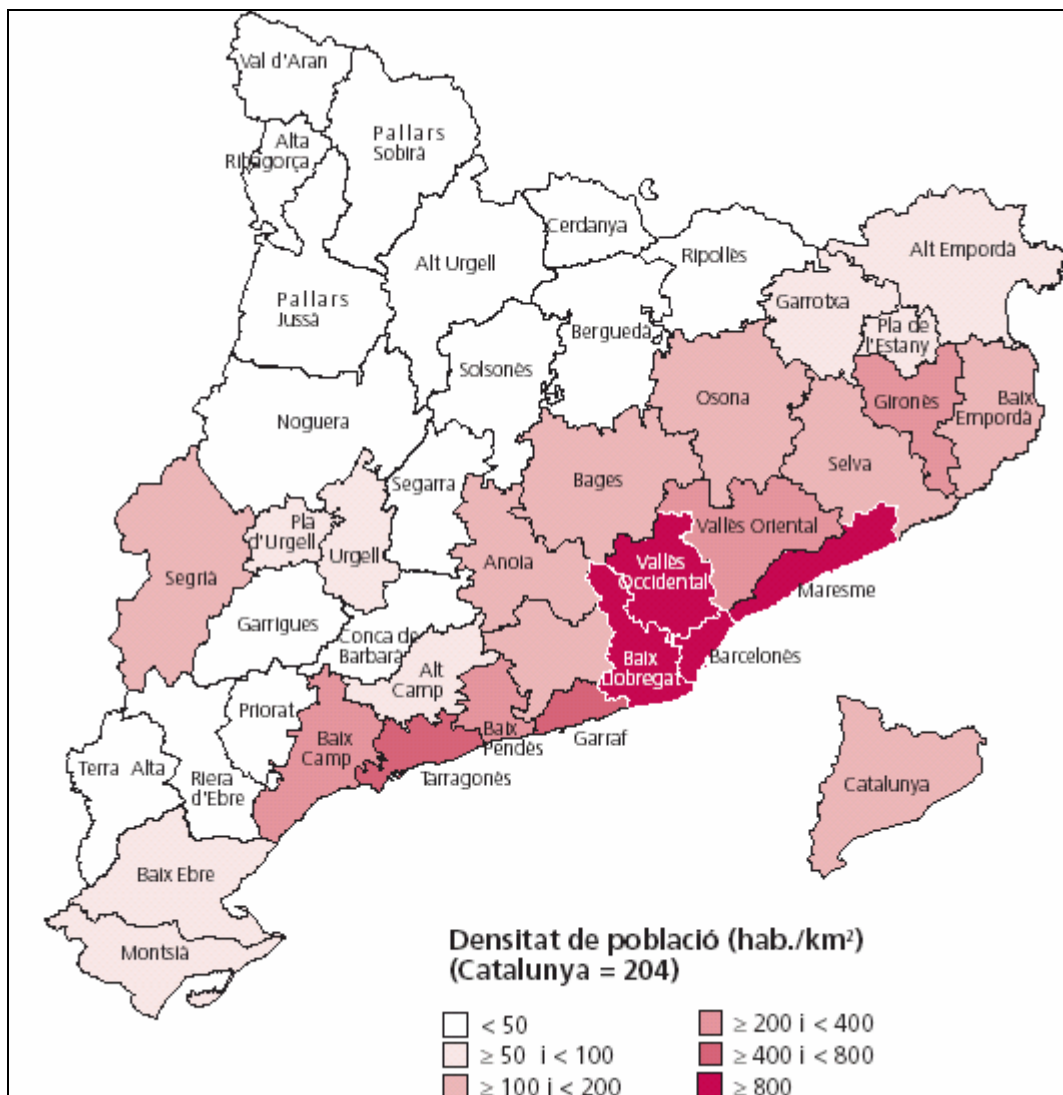 Val d'Aran
Alta
Ribagorça
Pallars
Sobirà
Cerdanya
Ripollès
Alt Empordà
Alt Urgell
Garrotxa
Pallars
Jussà
Berguedà
Pla de
l'Estany
Solsonès
Osona
Gironès
Baix
Empordà
Noguera
Selva
Bages
Segarra
Pla
d'Urgell
Urgell
Vallès Oriental
Anoia
Vallès
Occidental
Segrià
Maresme
Garrigues
Conca de
Barbarà
Barcelonès
Baix
Llobregat
Alt
Camp
Priorat
Baix
Camp
Baix
Pendès
Garraf
Terra Alta
Riera
d'Ebre
Tarragonès
Catalunya
Baix Ebre
Montsià
Densitat de població (hab./km²)
(Catalunya = 204)
< 50
≥ 50 i < 100
≥ 100 i < 200
≥ 200 i < 400
≥ 400 i < 800
≥ 800